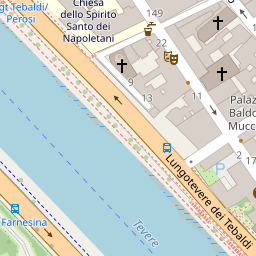 gt Tebaldi/
Perosi
Chiesa
dello Spirito
Santo dei
Napoletani
149
22
9
13
11
Palaz
Baldo
Mucc
2
17
Lungotevere dei Tebaldi
Tevere
Farnesina